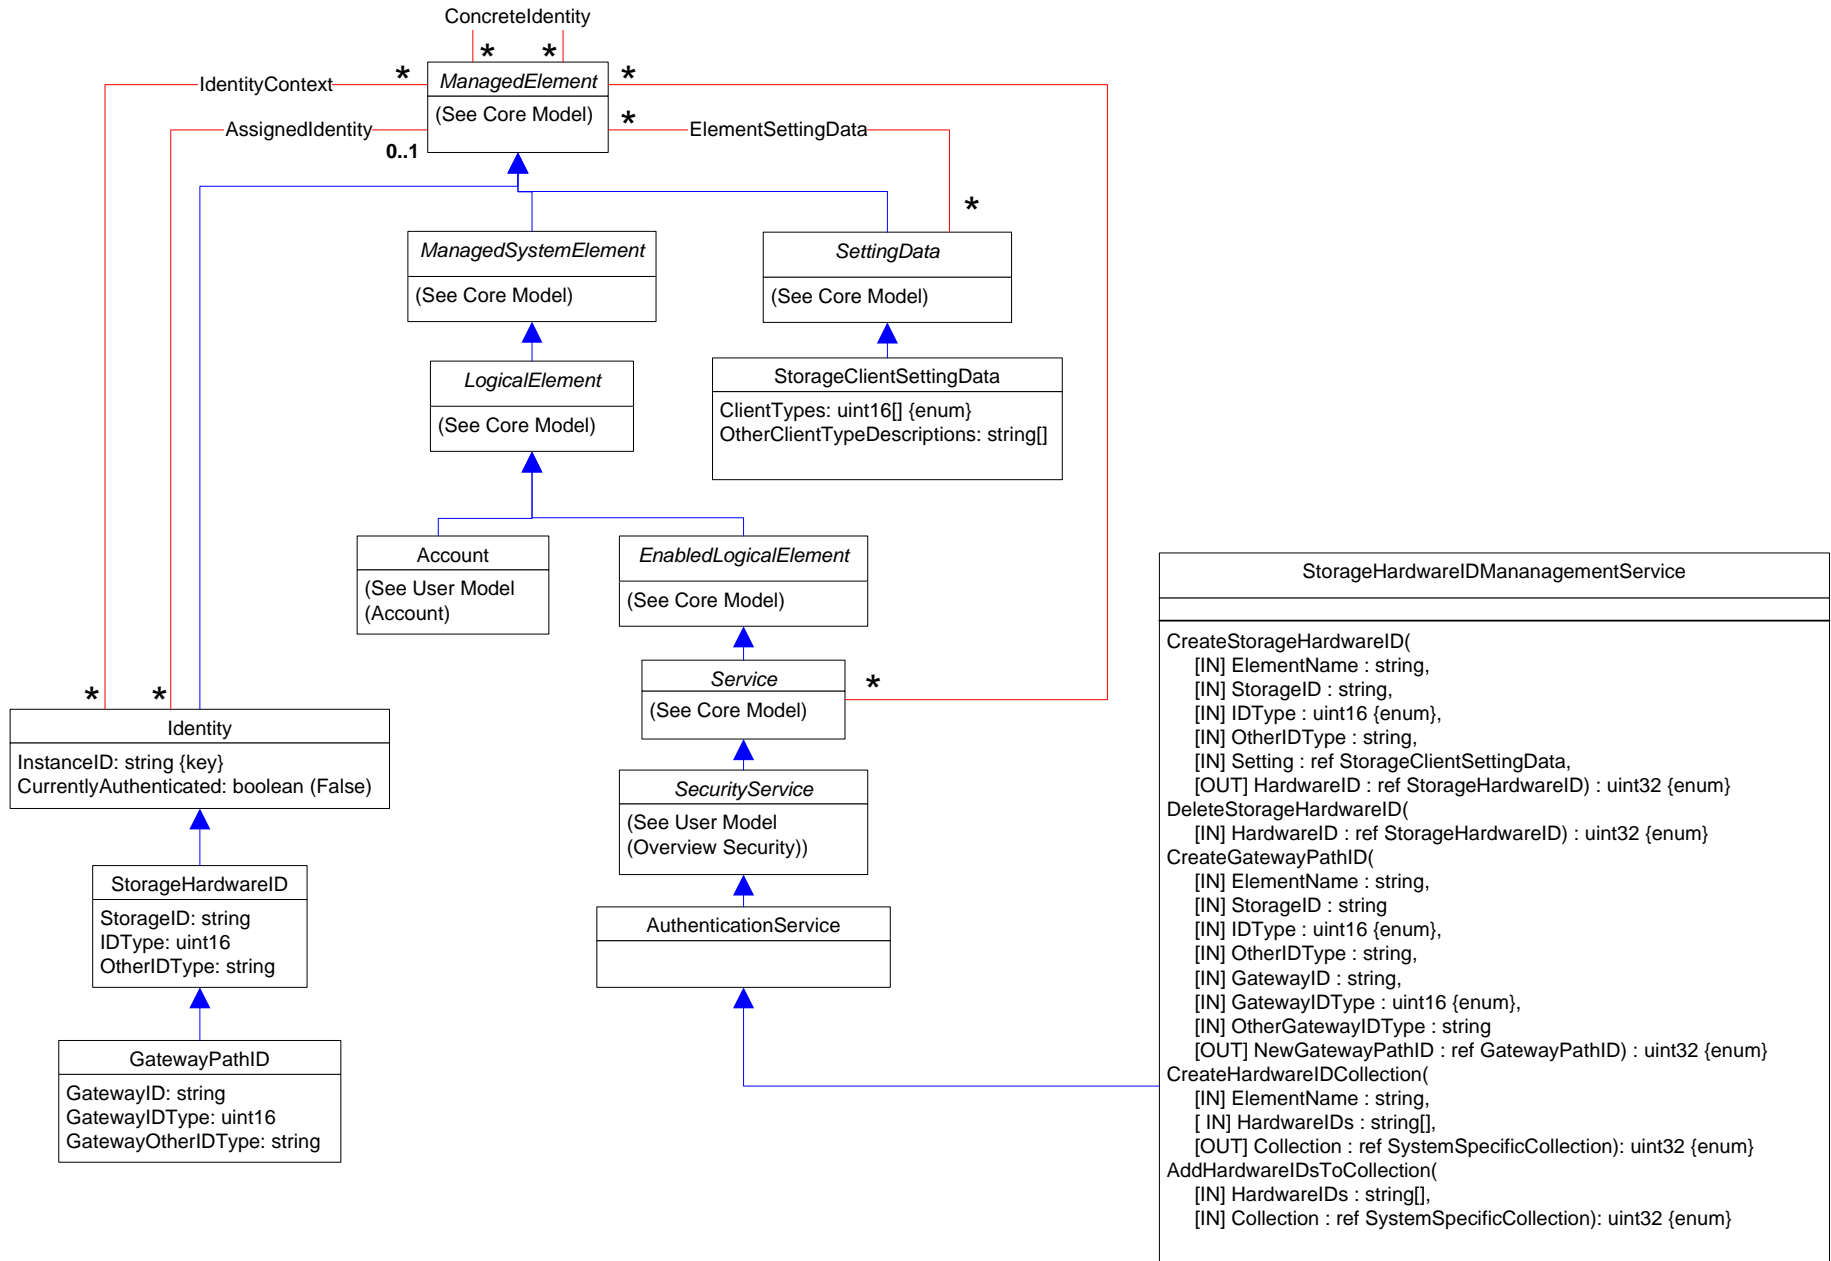 ConcreteIdentity
* *
IdentityContext
*
ManagedElement
*
(See Core Model)
AssignedIdentity
0..1
*
ElementSettingData
*
ManagedSystemElement
(See Core Model)
SettingData
(See Core Model)
LogicalElement
(See Core Model)
StorageClientSettingData
ClientTypes: uint16[] {enum}
OtherClientTypeDescriptions: string[]
Account
(See User Model
(Account)
EnabledLogicalElement
(See Core Model)
Service
(See Core Model)
*
* *
Identity
InstanceID: string {key}
CurrentlyAuthenticated: boolean (False)
SecurityService
(See User Model
(Overview Security))
StorageHardwareID
StorageID: string
IDType: uint16
OtherIDType: string
AuthenticationService
GatewayPathID
GatewayID: string
GatewayIDType: uint16
GatewayOtherIDType: string
StorageHardwareIDMananagementService
CreateStorageHardwareID(
[IN] ElementName : string,
[IN] StorageID : string,
[IN] IDType : uint16 {enum},
[IN] OtherIDType : string,
[IN] Setting : ref StorageClientSettingData,
[OUT] HardwareID : ref StorageHardwareID) : uint32 {enum}
DeleteStorageHardwareID(
[IN] HardwareID : ref StorageHardwareID) : uint32 {enum}
CreateGatewayPathID(
[IN] ElementName : string,
[IN] StorageID : string
[IN] IDType : uint16 {enum},
[IN] OtherIDType : string,
[IN] GatewayID : string,
[IN] GatewayIDType : uint16 {enum},
[IN] OtherGatewayIDType : string
[OUT] NewGatewayPathID : ref GatewayPathID) : uint32 {enum}
CreateHardwareIDCollection(
[IN] ElementName : string,
[ IN] HardwareIDs : string[],
[OUT] Collection : ref SystemSpecificCollection): uint32 {enum}
AddHardwareIDsToCollection(
[IN] HardwareIDs : string[],
[IN] Collection : ref SystemSpecificCollection): uint32 {enum}